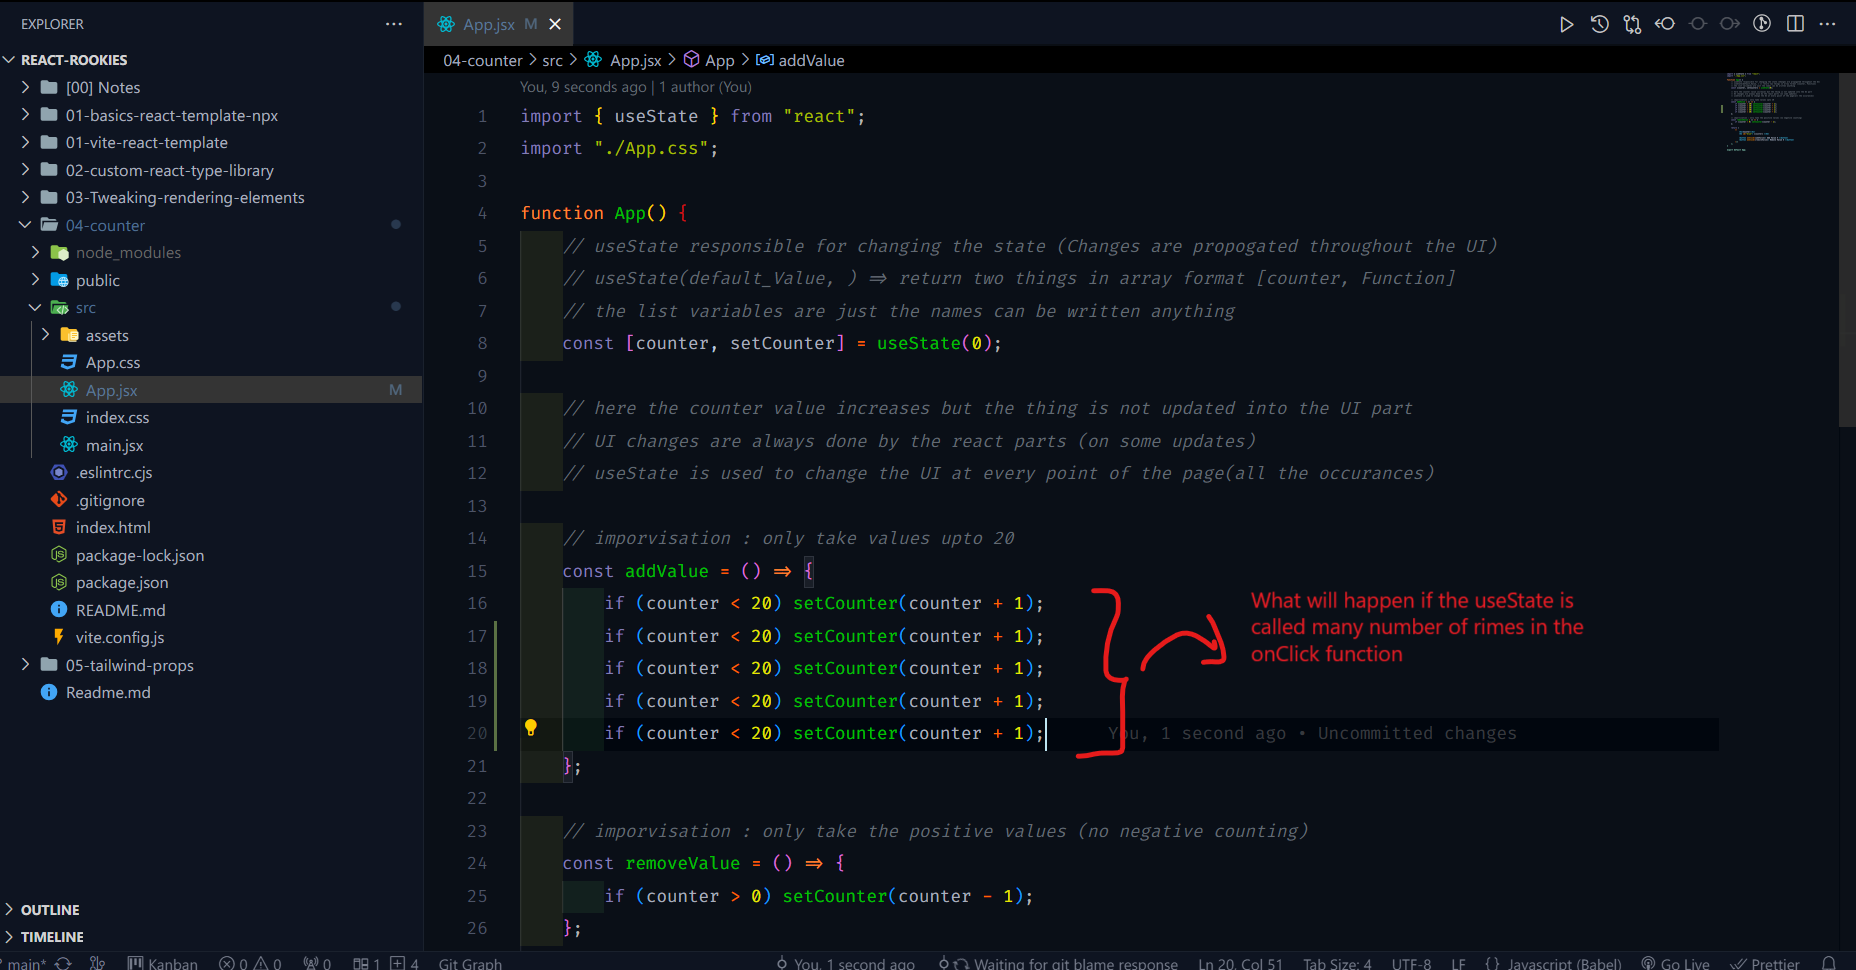 EXPLORER
REACT-ROOKIES
[00] Notes
01-basics-react-template-npx
01-vite-react-template
02-custom-react-type-library
03-Tweaking-rendering-elements
04-counter
node_modules
public
src
assets
App.css
App.jsx M
index.css
main.jsx
.eslintrc.cjs
.gitignore
index.html
package-lock.json
package.json
README.md
vite.config.js
05-tailwind-props
Readme.md
OUTLINE
TIMELINE
App.jsx M
04-counter > src > App.jsx > App > addValue
You, 9 seconds ago | 1 author (You)
1 import { useState } from "react";
2 import "./App.css";
3
4 function App() {
5 // useState responsible for changing the state (Changes are propogated throughout the UI)
6 // useState(default_Value, ) => return two things in array format [counter, Function]
7 // the list variables are just the names can be written anything
8 const [counter, setCounter] = useState(0);
9
10 // here the counter value increases but the thing is not updated into the UI part
11 // UI changes are always done by the react parts (on some updates)
12 // useState is used to change the UI at every point of the page(all the occurances)
13
14 // imporvisation : only take values upto 20
15 const addValue = () => {
16 if (counter < 20) setCounter(counter + 1);
17 if (counter < 20) setCounter(counter + 1);
18 if (counter < 20) setCounter(counter + 1);
19 if (counter < 20) setCounter(counter + 1);
20 if (counter < 20) setCounter(counter + 1); You, 1 second ago • Uncommitted changes
21 };
22
23 // imporvisation : only take the positive values (no negative counting)
24 const removeValue = () => {
25 if (counter > 0) setCounter(counter - 1);
26 };
What will happen if the useState is
called many number of rimes in the
onClick function
main* Kanban 0 0 0 1 4 Git Graph You, 1 second ago Waiting for git blame response Ln 20, Col 51 Tab Size: 4 UTF-8 LF {} Javascript (Babel) Go Live Prettier